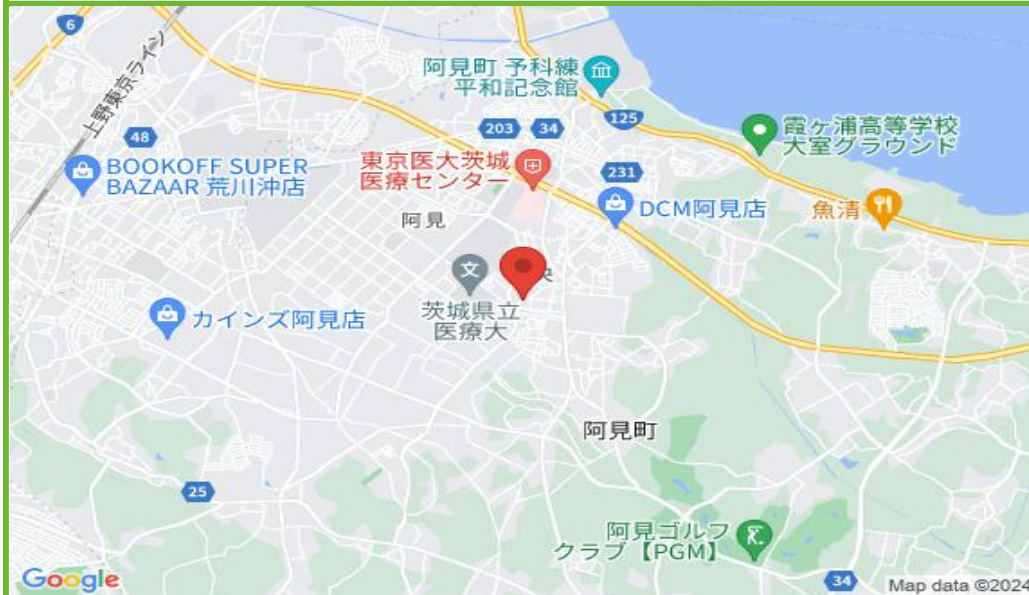 6
上野東京ライン
阿見町 予科練
平和記念館
125
203
34
48
霞ヶ浦高等学校
大室グラウンド
BOOKOFF SUPER
BAZAAR 荒川沖店
東京医大茨城
医療センター
231
DCM阿見店
魚清
阿見
央
茨城県立
医療大
カインズ阿見店
阿見町
25
阿見ゴルフ
クラブ【PGM】
34
Google
Map data ©2024